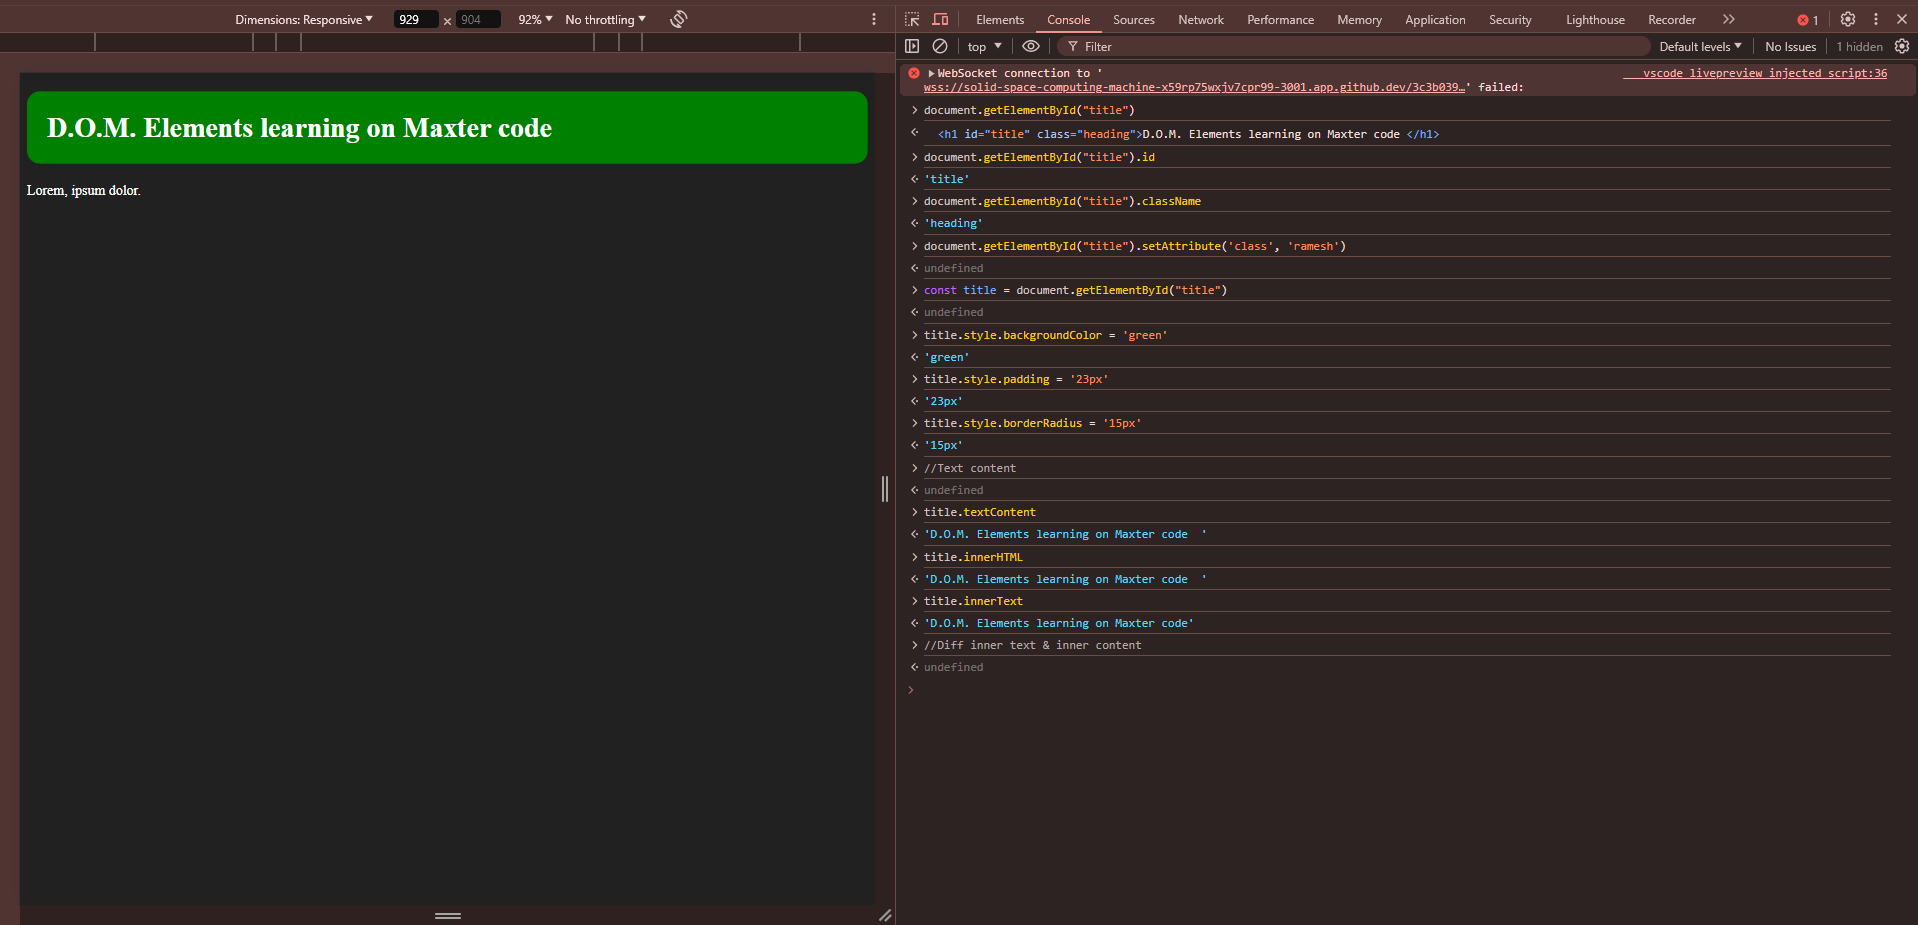 Dimensions: Responsive ▼ 929 × 904 92% ▼ No throttling ▼
D.O.M. Elements learning on Maxter code
Lorem, ipsum dolor.
Elements Console Sources Network Performance Memory Application Security Lighthouse Recorder 1
top ▼ Filter Default levels ▼ No Issues 1 hidden
WebSocket connection to ' ___vscode_livepreview_injected_script:36
wss://solid-space-computing-machine-x59rp75wxjv7cpr99-3001.app.github.dev/3c3b039…' failed:
document.getElementById("title")
<h1 id="title" class="heading">D.O.M. Elements learning on Maxter code </h1>
document.getElementById("title").id
'title'
document.getElementById("title").className
'heading'
document.getElementById("title").setAttribute('class', 'ramesh')
undefined
const title = document.getElementById("title")
undefined
title.style.backgroundColor = 'green'
'green'
title.style.padding = '23px'
'23px'
title.style.borderRadius = '15px'
'15px'
//Text content
undefined
title.textContent
'D.O.M. Elements learning on Maxter code  '
title.innerHTML
'D.O.M. Elements learning on Maxter code  '
title.innerText
'D.O.M. Elements learning on Maxter code'
//Diff inner text & inner content
undefined